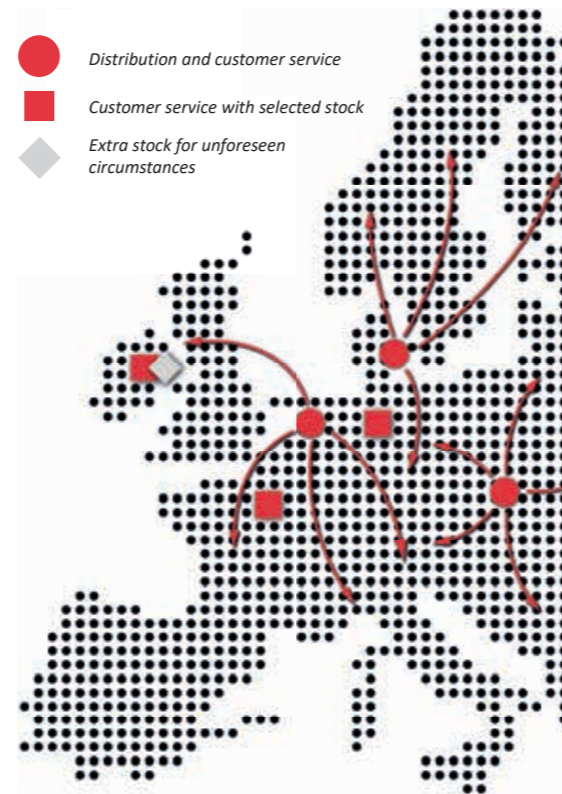 Distribution and customer service
Customer service with selected stock
Extra stock for unforeseen
circumstances